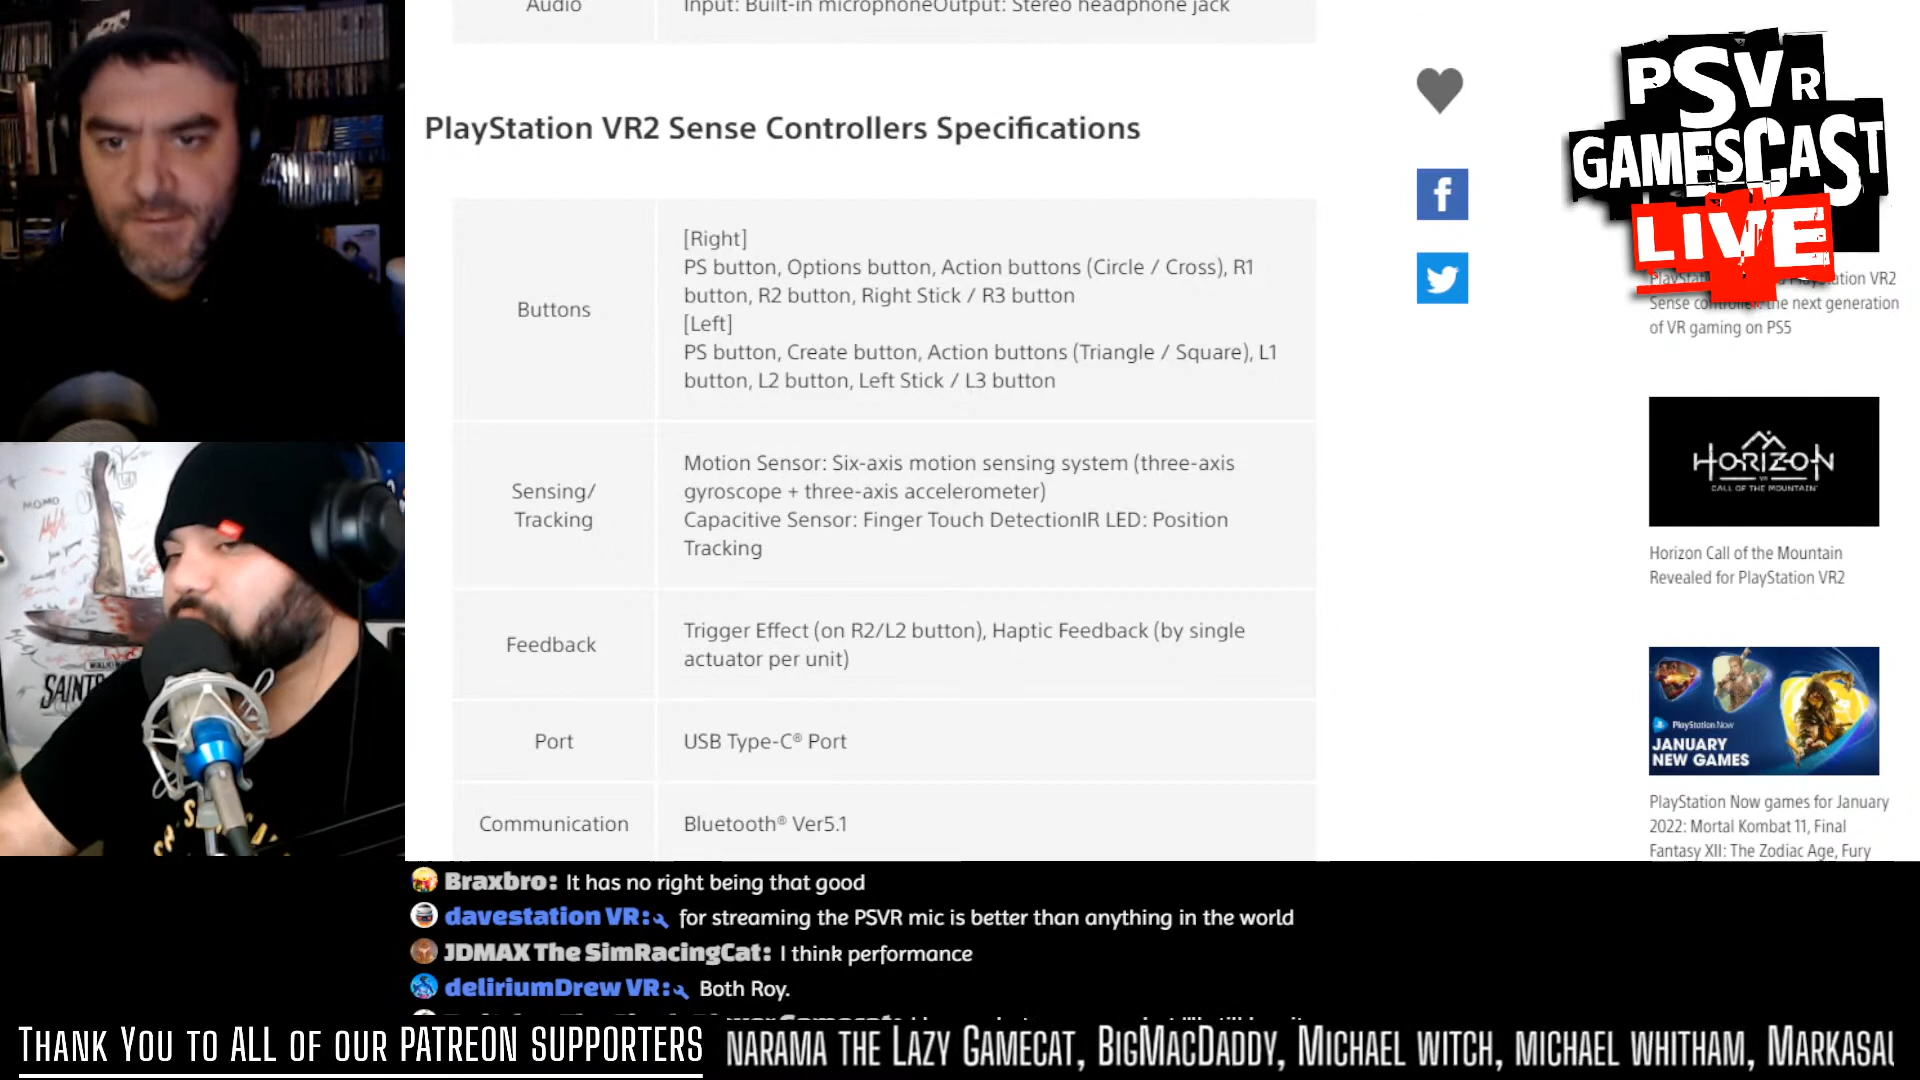 Audio
Input: Built-in microphoneOutput: Stereo headphone jack
PlayStation VR2 Sense Controllers Specifications
Buttons
[Right]
PS button, Options button, Action buttons (Circle / Cross), R1
button, R2 button, Right Stick / R3 button
[Left]
PS button, Create button, Action buttons (Triangle / Square), L1
button, L2 button, Left Stick / L3 button
Sensing/
Tracking
Motion Sensor: Six-axis motion sensing system (three-axis
gyroscope + three-axis accelerometer)
Capacitive Sensor: Finger Touch DetectionIR LED: Position
Tracking
Feedback
Trigger Effect (on R2/L2 button), Haptic Feedback (by single
actuator per unit)
Port
USB Type-C® Port
Communication
Bluetooth® Ver5.1
PSVR
GAMESCAST
LIVE
VR2
Sense the next generation
of VR gaming on PS5
HORIZON
VR
CALL OF THE MOUNTAIN
Horizon Call of the Mountain
Revealed for PlayStation VR2
PlayStation Now
JANUARY
NEW GAMES
PlayStation Now games for January
2022: Mortal Kombat 11, Final
Fantasy XII: The Zodiac Age, Fury
MOMO
SAINTS
Braxbro: It has no right being that good
davestation VR: for streaming the PSVR mic is better than anything in the world
JDMAX The SimRacingCat: I think performance
deliriumDrew VR: Both Roy.
THANK YOU TO ALL OF OUR PATREON SUPPORTERS
NARAMA THE LAZY GAMECAT, BIGMACDADDY, MICHAEL WITCH, MICHAEL WHITHAM, MARKASAU